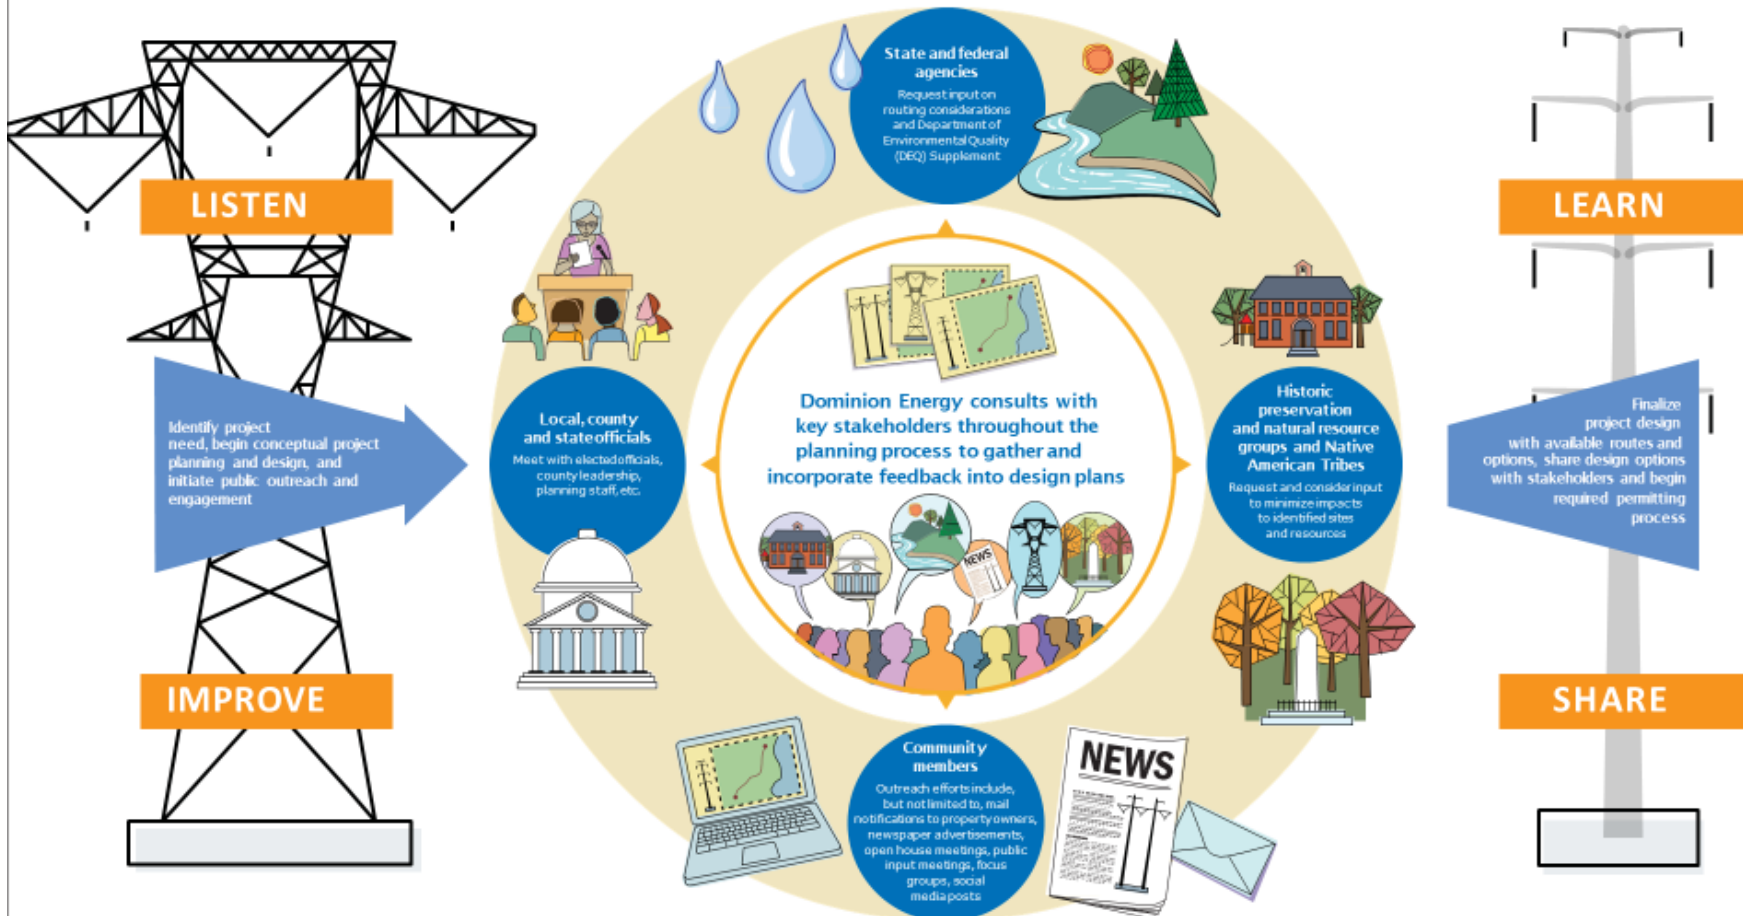 LISTEN
Identify project
need, begin conceptual project
planning and design, and
initiate public outreach and
engagement
IMPROVE
State and federal
agencies
Request input on
routing considerations
and Department of
Environmental Quality
(DEQ) Supplement
Local, county
and state officials
Meet with elected officials,
county leadership,
planning staff, etc.
Dominion Energy consults with
key stakeholders throughout the
planning process to gather and
incorporate feedback into design plans
NEWS
Historic
preservation
and natural resource
groups and Native
American Tribes
Request and consider input
to minimize impacts
to identified sites
and resources
Community
members
Outreach efforts include,
but not limited to, mail
notifications to property owners,
newspaper advertisements,
open house meetings, public
input meetings, focus
groups, social
media posts
NEWS
LEARN
Finalize
project design
with available routes and
options, share design options
with stakeholders and begin
required permitting
process
SHARE